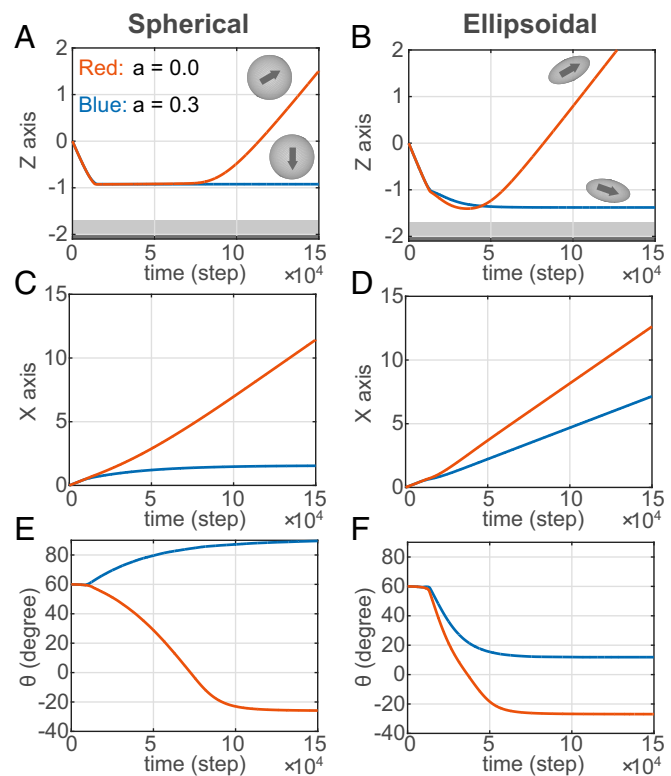 Spherical
Ellipsoidal
A
B
Red: a = 0.0
Blue: a = 0.3
Z axis
2
1
0
-1
-2
0
5
10
15
time (step)
×10⁴
Z axis
2
1
0
-1
-2
0
5
10
15
time (step)
×10⁴
C
D
X axis
15
10
5
0
0
5
10
15
time (step)
×10⁴
X axis
15
10
5
0
0
5
10
15
time (step)
×10⁴
E
F
θ (degree)
80
60
40
20
0
-20
-40
0
5
10
15
time (step)
×10⁴
θ (degree)
80
60
40
20
0
-20
-40
0
5
10
15
time (step)
×10⁴